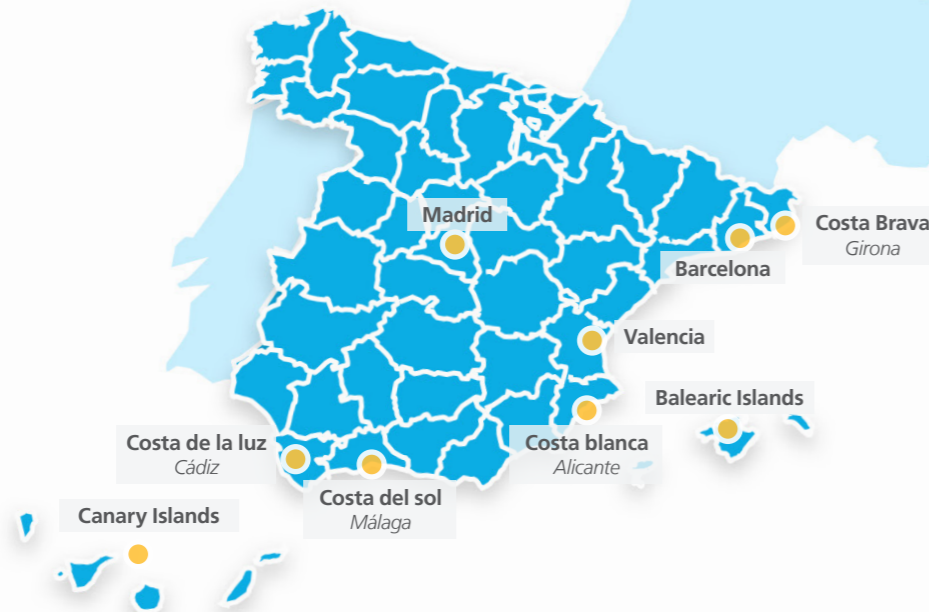 Madrid
Costa Brava
Girona
Barcelona
Valencia
Balearic Islands
Costa de la luz
Cádiz
Costa blanca
Alicante
Costa del sol
Málaga
Canary Islands